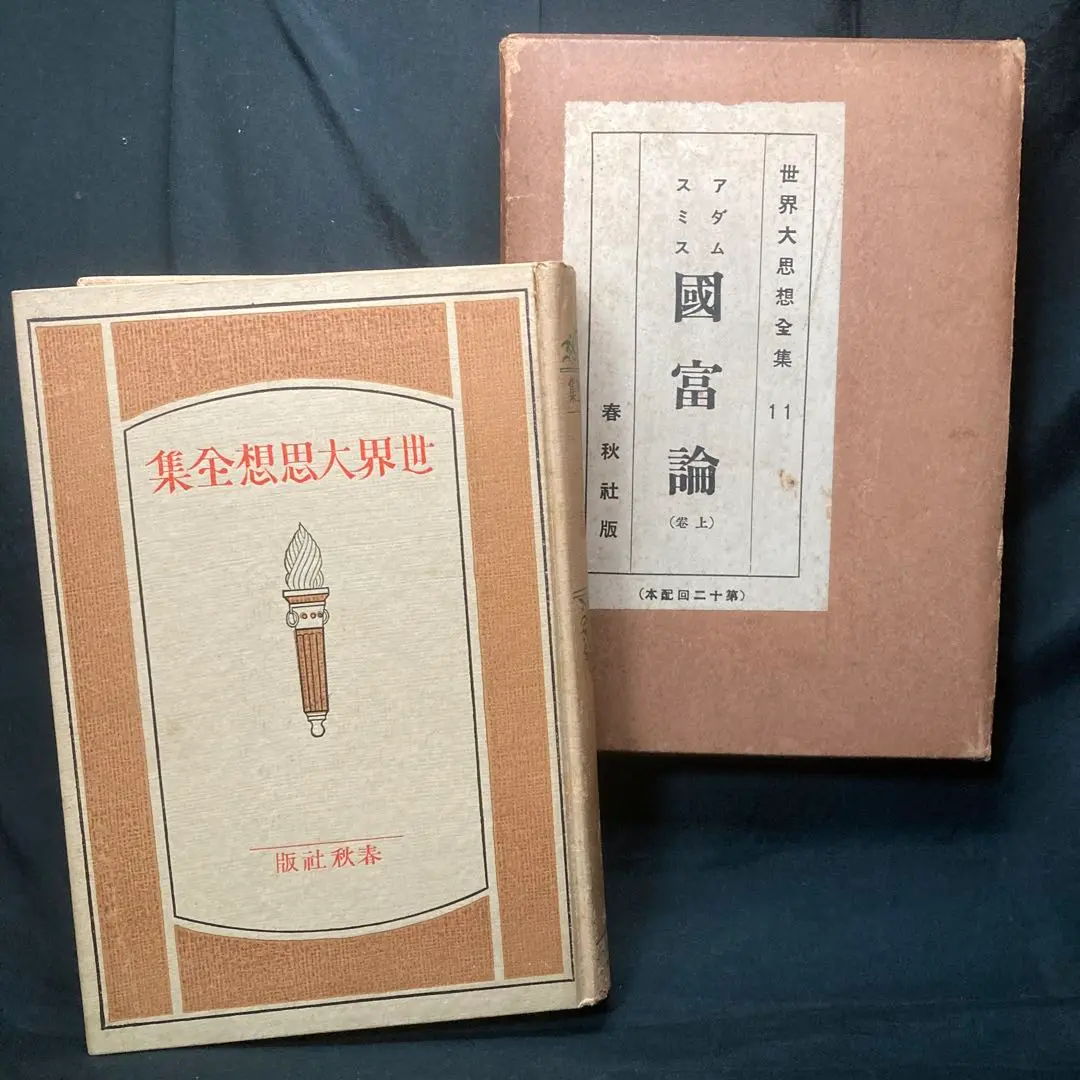 世界大思想全集
春秋社版
世界大思想全集 11
アダム
スミス
國富論
(上卷)
春秋社版
(第十二回配本)
集